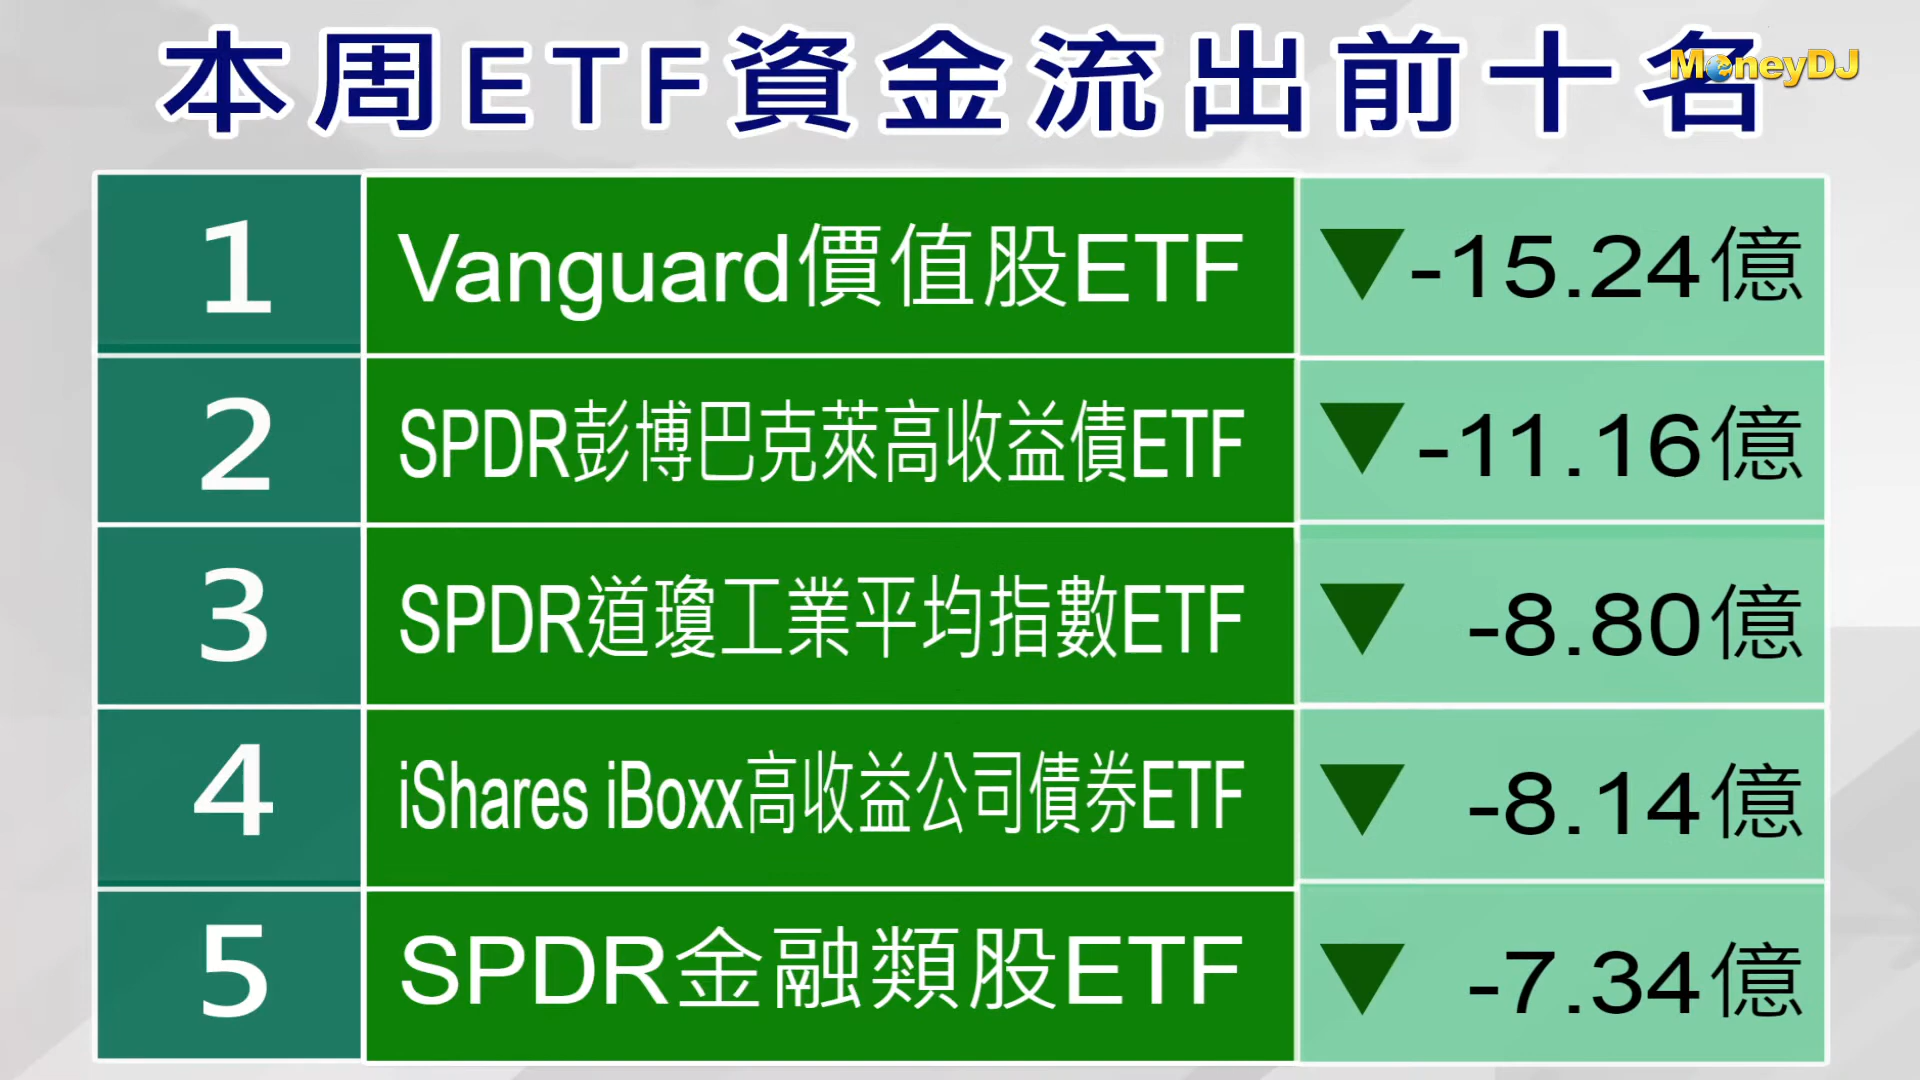 本周ETF資金流出前十名
MoneyDJ
1 Vanguard價值股ETF ▼-15.24億
2 SPDR彭博巴克萊高收益債ETF ▼-11.16億
3 SPDR道瓊工業平均指數ETF ▼-8.80億
4 iShares iBoxx高收益公司債券ETF ▼-8.14億
5 SPDR金融類股ETF ▼-7.34億